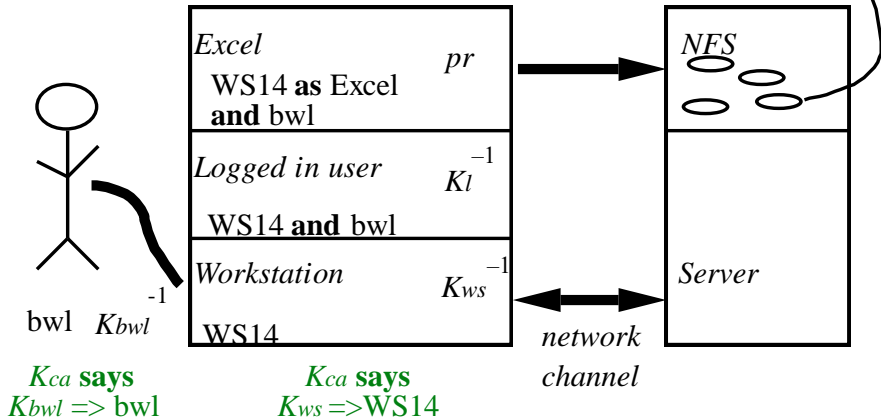 Excel pr
WS14 as Excel
and bwl
Logged in user Kl⁻¹
WS14 and bwl
Workstation Kws⁻¹
WS14
bwl Kbwl⁻¹
Kca says
Kbwl => bwl
Kca says
Kws =>WS14
NFS
Server
network
channel